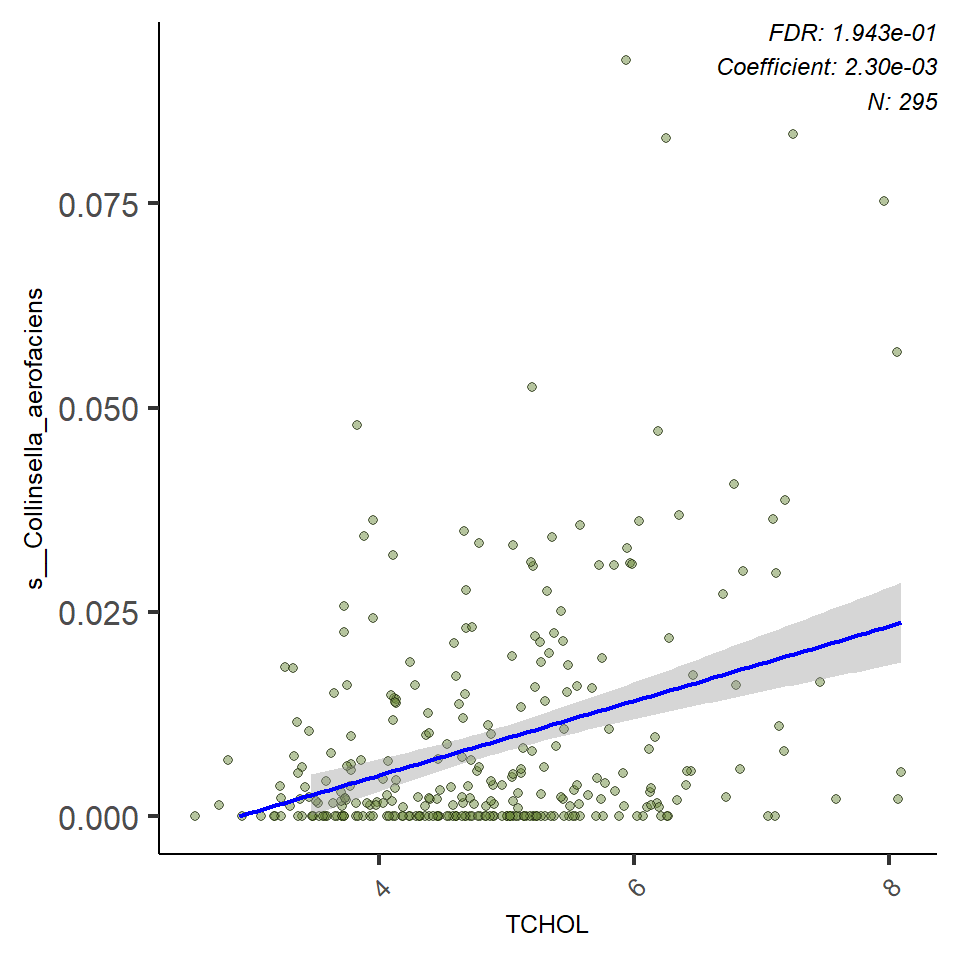 FDR: 1.943e-01
Coefficient: 2.30e-03
N: 295
0.075
0.050
0.025
0.000
s__Collinsella_aerofaciens
4
6
8
TCHOL